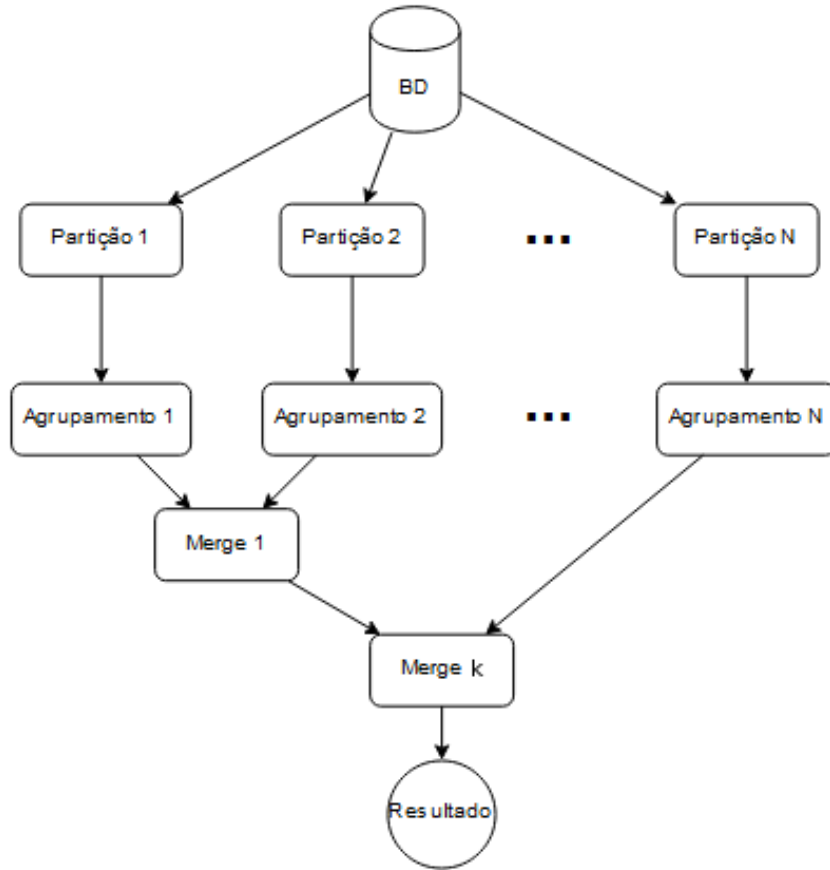 BD
Partição 1
Partição 2
...
Partição N
Agrupamento 1
Agrupamento 2
...
Agrupamento N
Merge 1
Merge k
Resultado